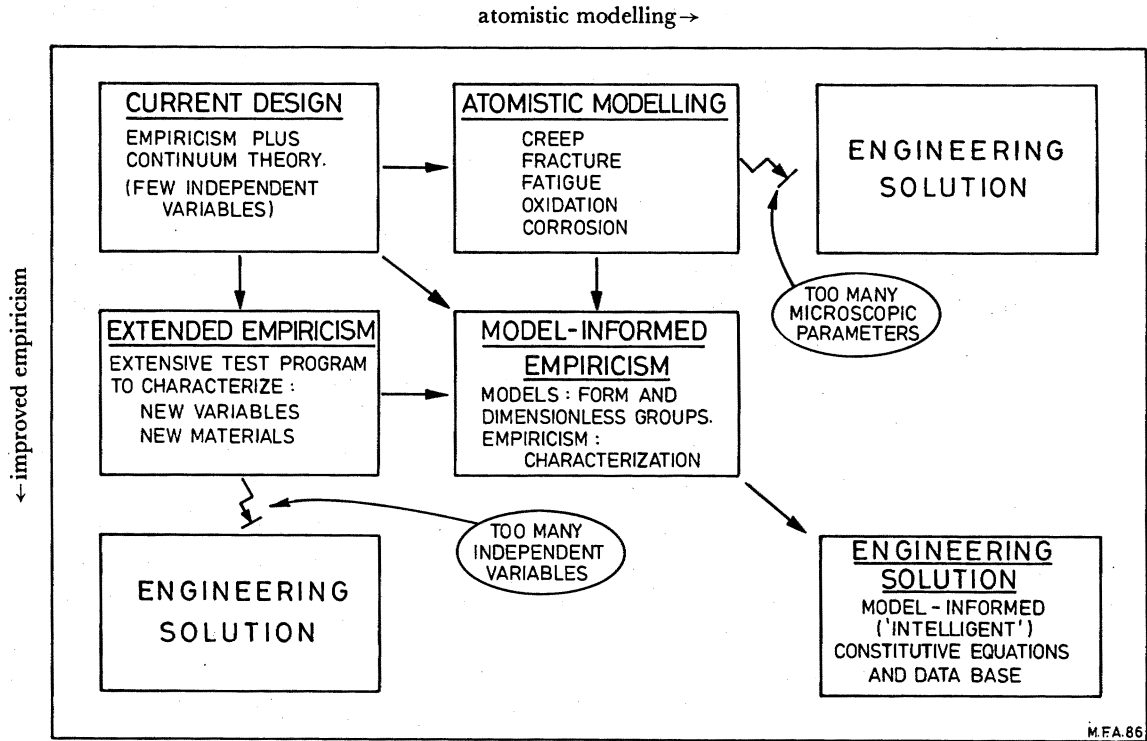 atomistic modelling→
←improved empiricism
CURRENT DESIGN
EMPIRICISM PLUS
CONTINUUM THEORY.
(FEW INDEPENDENT
VARIABLES)
ATOMISTIC MODELLING
CREEP
FRACTURE
FATIGUE
OXIDATION
CORROSION
ENGINEERING
SOLUTION
TOO MANY
MICROSCOPIC
PARAMETERS
EXTENDED EMPIRICISM
EXTENSIVE TEST PROGRAM
TO CHARACTERIZE :
NEW VARIABLES
NEW MATERIALS
MODEL-INFORMED
EMPIRICISM
MODELS : FORM AND
DIMENSIONLESS GROUPS.
EMPIRICISM :
CHARACTERIZATION
TOO MANY
INDEPENDENT
VARIABLES
ENGINEERING
SOLUTION
ENGINEERING
SOLUTION
MODEL - INFORMED
('INTELLIGENT')
CONSTITUTIVE EQUATIONS
AND DATA BASE
M.F.A.86